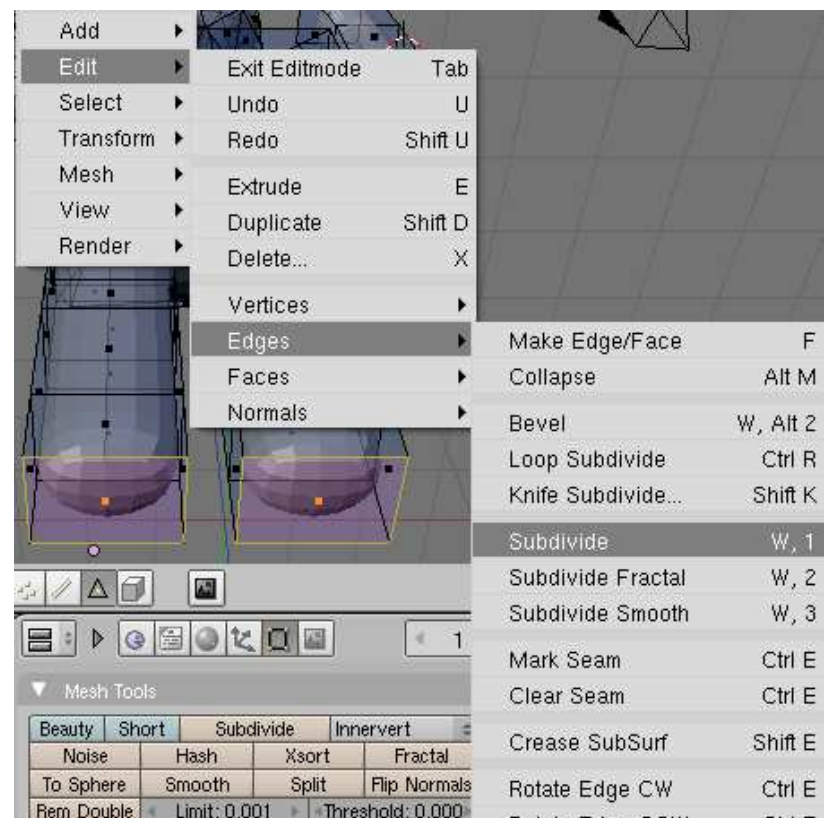 Add
Edit
Select
Transform
Mesh
View
Render
Exit Editmode Tab
Undo U
Redo Shift U
Extrude E
Duplicate Shift D
Delete... X
Vertices
Edges
Faces
Normals
Make Edge/Face F
Collapse Alt M
Bevel W, Alt 2
Loop Subdivide Ctrl R
Knife Subdivide... Shift K
Subdivide W, 1
Subdivide Fractal W, 2
Subdivide Smooth W, 3
Mark Seam Ctrl E
Clear Seam Ctrl E
Crease SubSurf Shift E
Rotate Edge CW Ctrl E
1
Mesh Tools
Beauty Short Subdivide Innervert
Noise Hash Xsort Fractal
To Sphere Smooth Split Flip Normals
Rem Double Limit: 0.001 Threshold: 0.000